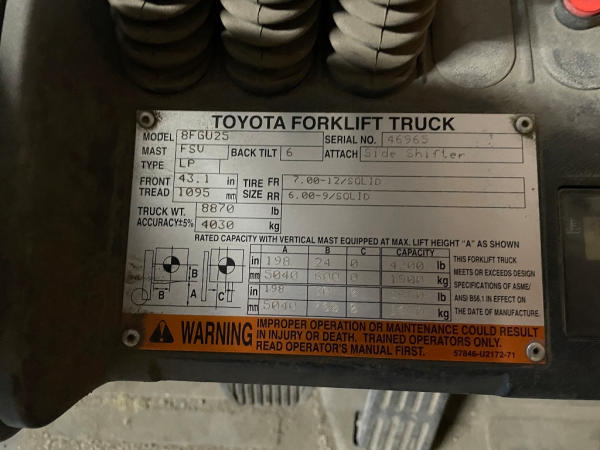 TOYOTA FORKLIFT TRUCK
MODEL 8FGU25 SERIAL NO. 46965
MAST FSV BACK TILT 6 ATTACH Side Shifter
TYPE LP
FRONT TREAD 43.1 in TIRE SIZE FR 7.00-12/SOLID
1095 mm RR 6.00-9/SOLID
TRUCK WT. 8870 lb
ACCURACY±5% 4030 kg
RATED CAPACITY WITH VERTICAL MAST EQUIPPED AT MAX. LIFT HEIGHT "A" AS SHOWN
A B C CAPACITY
in 198 24 0 4200 lb THIS FORKLIFT TRUCK
mm 5040 600 0 1900 kg MEETS OR EXCEEDS DESIGN
in 198 lb SPECIFICATIONS OF ASME/
mm 5040 kg ANSI B56.1 IN EFFECT ON
THE DATE OF MANUFACTURE.
B
A
B C
WARNING IMPROPER OPERATION OR MAINTENANCE COULD RESULT
IN INJURY OR DEATH. TRAINED OPERATORS ONLY.
READ OPERATOR'S MANUAL FIRST. 57846-U2172-71